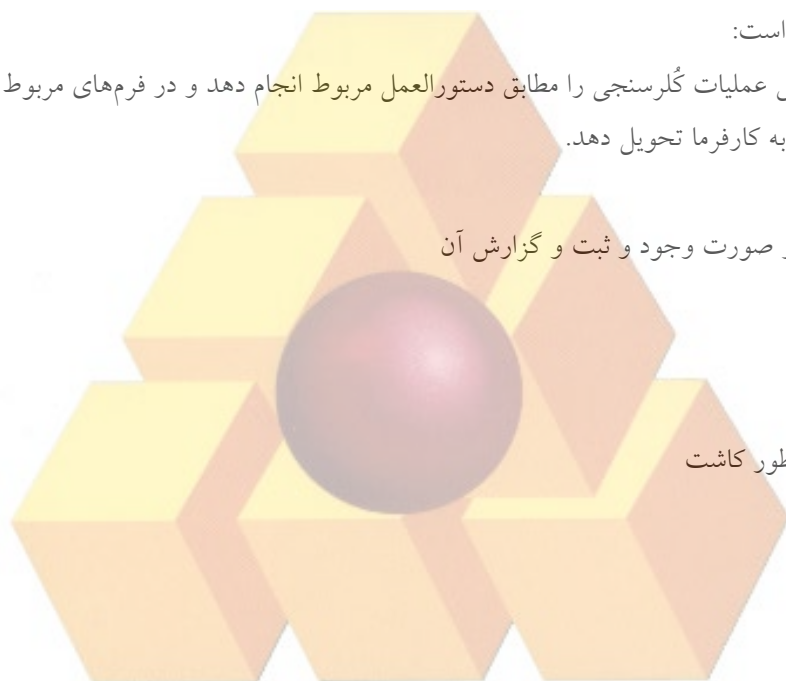 است:
عملیات کُلرسنجی را مطابق دستورالعمل مربوط انجام دهد و در فرم‌های مربوط
به کارفرما تحویل دهد.
صورت وجود و ثبت و گزارش آن
کاشت